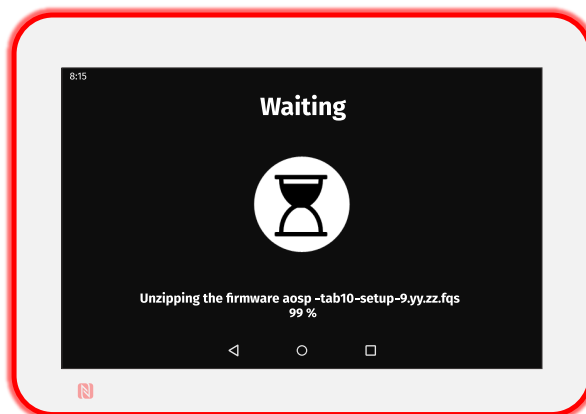 8:15
Waiting
Unzipping the firmware aosp -tab10-setup-9.yy.zz.fqs
99 %